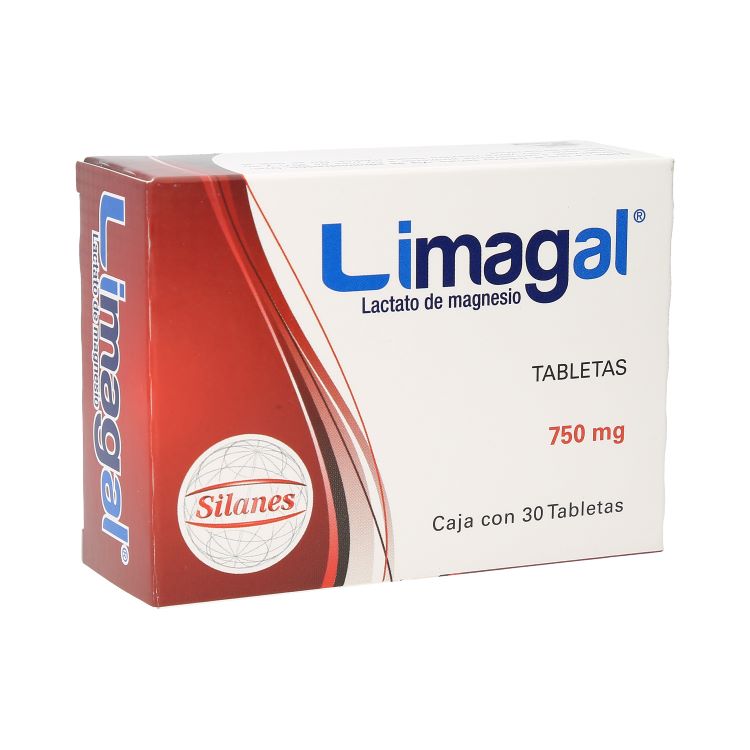 Limagal®
Lactato de magnesio
TABLETAS
750 mg
Caja con 30 Tabletas
Silanes
Limagal®
Lactato de magnesio